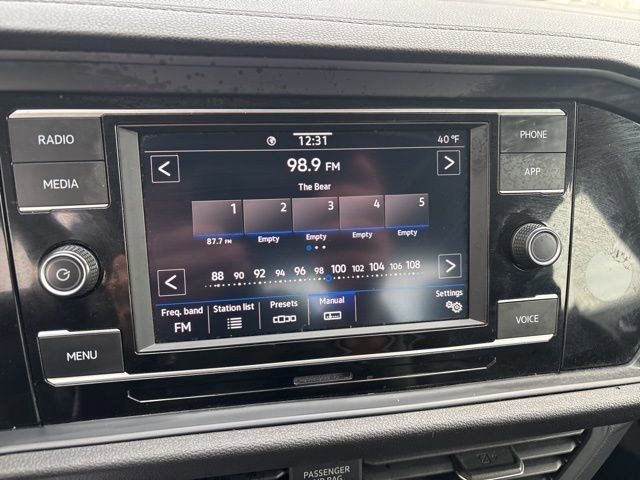 RADIO
MEDIA
MENU
12:31
40 °F
98.9 FM
The Bear
1 2 3 4 5
87.7 FM Empty Empty Empty Empty
88 90 92 94 96 98 100 102 104 106 108
Freq. band Station list Presets Manual Settings
FM
PHONE
APP
VOICE
PASSENGER
AIR BAG